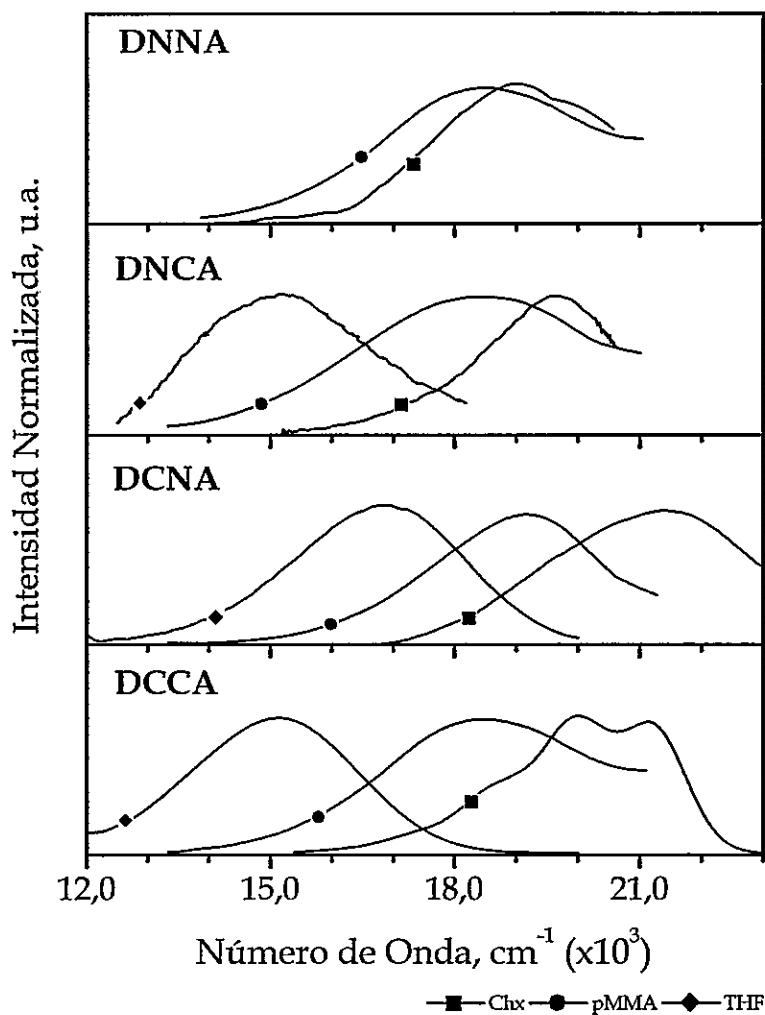 DNNA
DNCA
DCNA
DCCA
Intensidad Normalizada, u.a.
12,0 15,0 18,0 21,0
Número de Onda, cm⁻¹ (x10³)
Chx pMMA THF